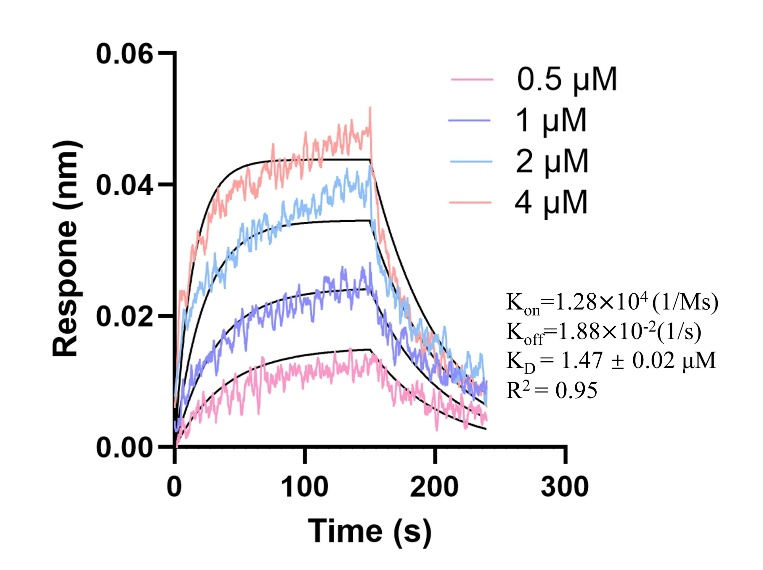 0.06
0.04
0.02
0.00
Respone (nm)
0
100
200
300
Time (s)
0.5 μM
1 μM
2 μM
4 μM
Kon=1.28×10⁴ (1/Ms)
Koff=1.88×10⁻²(1/s)
KD = 1.47 ± 0.02 μM
R² = 0.95